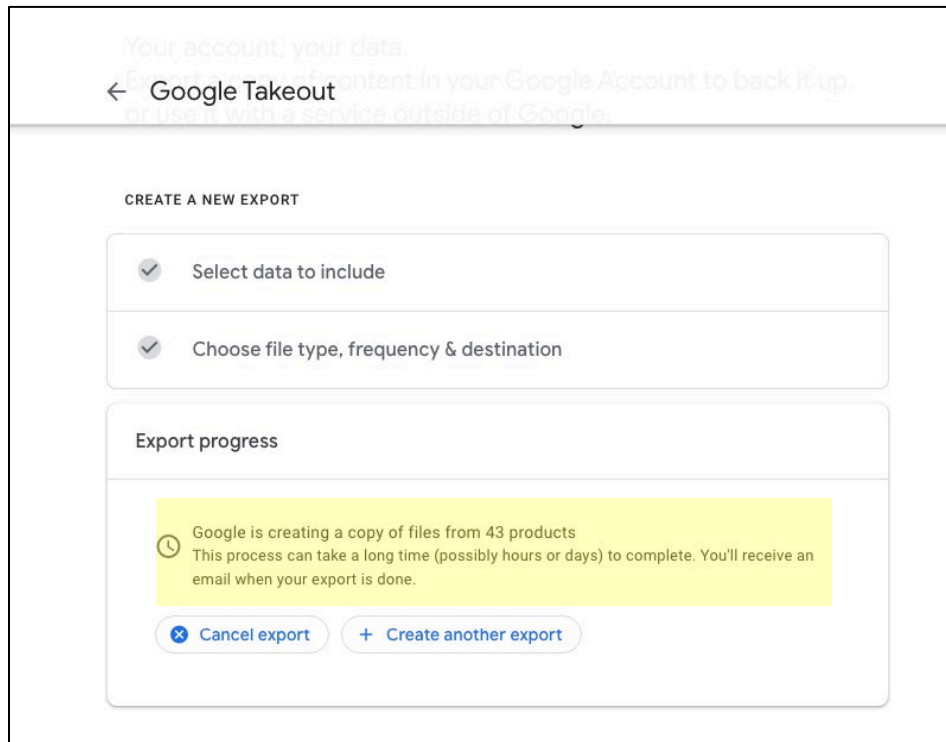 Your account, your data.
Export a copy of content in your Google Account to back it up
Google Takeout
or use it with a service outside of Google.
CREATE A NEW EXPORT
Select data to include
Choose file type, frequency & destination
Export progress
Google is creating a copy of files from 43 products
This process can take a long time (possibly hours or days) to complete. You'll receive an
email when your export is done.
Cancel export
Create another export